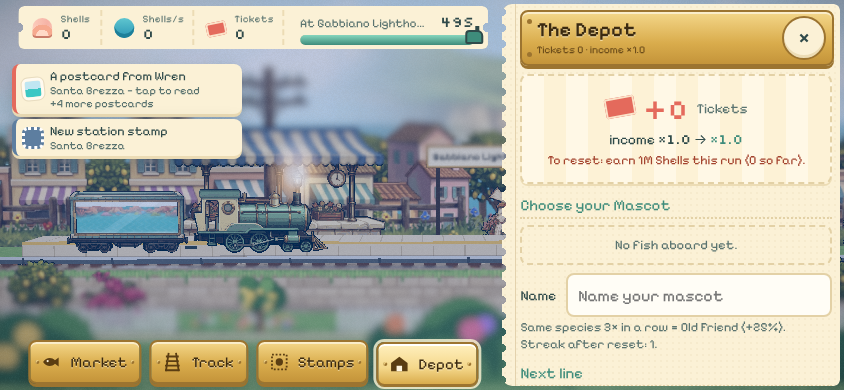 Shells
0
Shells/s
0
Tickets
0
At Gabbiano Lightho...
49s
A postcard from Wren
Santa Brezza - tap to read
+4 more postcards
New station stamp
Santa Brezza
Gabbiano Ligh
Market
Track
Stamps
Depot
The Depot
Tickets 0 · income ×1.0
×
+0 Tickets
income ×1.0 → ×1.0
To reset: earn 1M Shells this run (0 so far).
Choose your Mascot
No fish aboard yet.
Name
Name your mascot
Same species 3× in a row = Old Friend (+25%).
Streak after reset: 1.
Next line